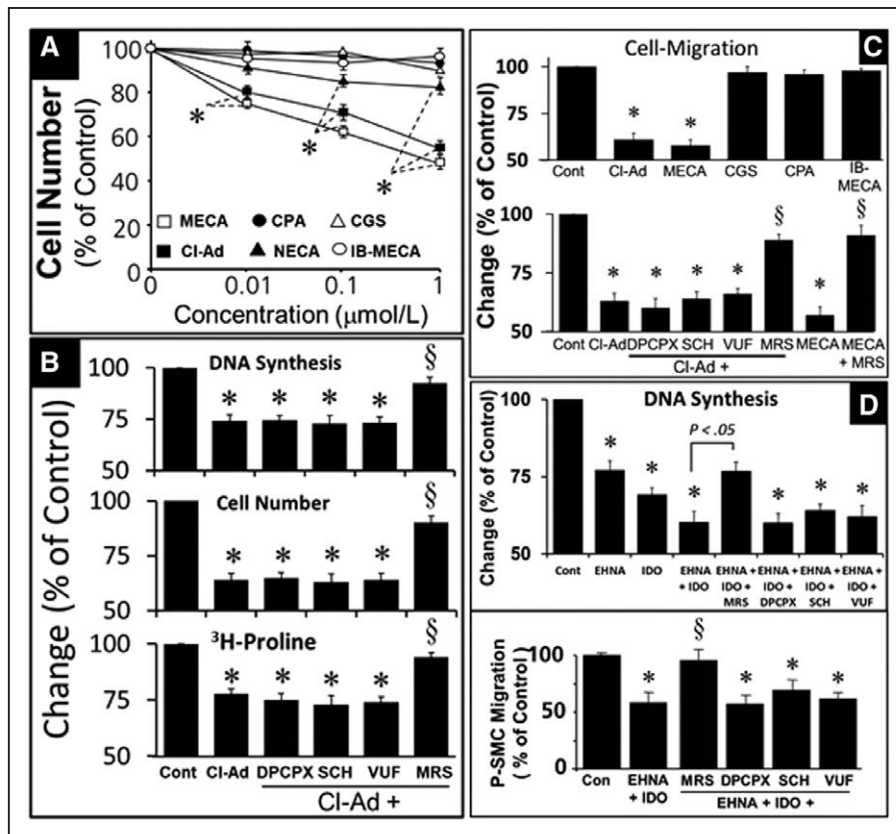 A
Cell Number
(% of Control)
100
80
60
40
20
0
*
*
*
MECA CPA CGS
Cl-Ad NECA IB-MECA
0 0.01 0.1 1
Concentration (μmol/L)
B
Change (% of Control)
DNA Synthesis
100
75
50
* * * * §
Cell Number
100
75
50
* * * * §
³H-Proline
100
75
50
* * * * §
Cont Cl-Ad DPCPX SCH VUF MRS
Cl-Ad +
C
Cell-Migration
Change (% of Control)
100
75
50
* *
Cont Cl-Ad MECA CGS CPA IB-
MECA
100
75
50
* * * * § * §
Cont Cl-Ad DPCPX SCH VUF MRS MECA MECA
+ MRS
Cl-Ad +
D
DNA Synthesis
Change (% of Control)
100
75
50
P < .05
* * * * * *
Cont EHNA IDO EHNA EHNA + EHNA + EHNA + EHNA +
+ IDO IDO + IDO + IDO + IDO +
MRS DPCPX SCH VUF
P-SMC Migration
( % of Control)
100
50
0
* § * * *
Con EHNA MRS DPCPX SCH VUF
+ IDO EHNA + IDO +